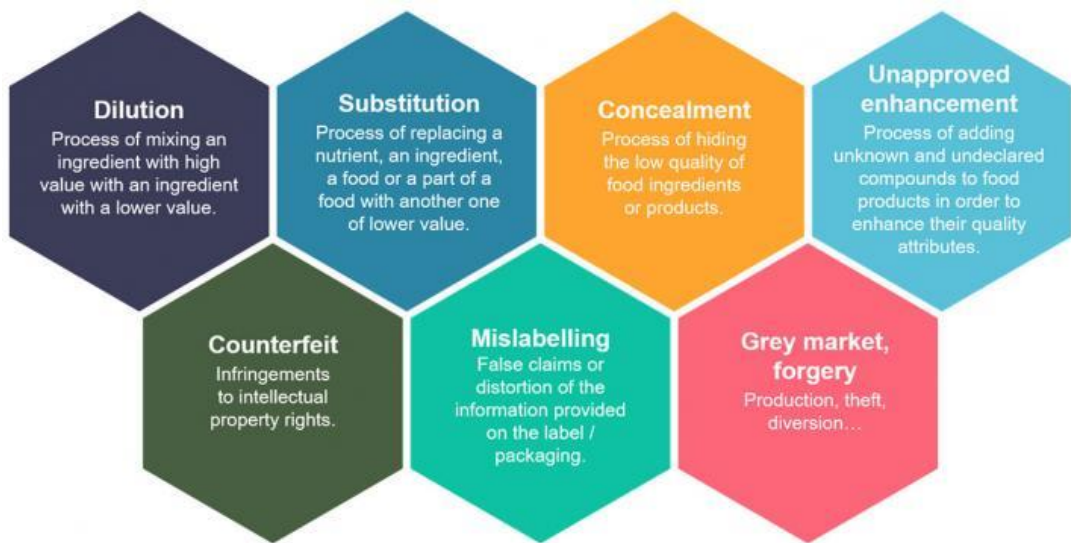 Dilution
Process of mixing an
ingredient with high
value with an ingredient
with a lower value.
Substitution
Process of replacing a
nutrient, an ingredient,
a food or a part of a
food with another one
of lower value.
Concealment
Process of hiding
the low quality of
food ingredients
or products.
Unapproved
enhancement
Process of adding
unknown and undeclared
compounds to food
products in order to
enhance their quality
attributes.
Counterfeit
Infringements
to intellectual
property rights.
Mislabelling
False claims or
distortion of the
information provided
on the label /
packaging.
Grey market,
forgery
Production, theft,
diversion...